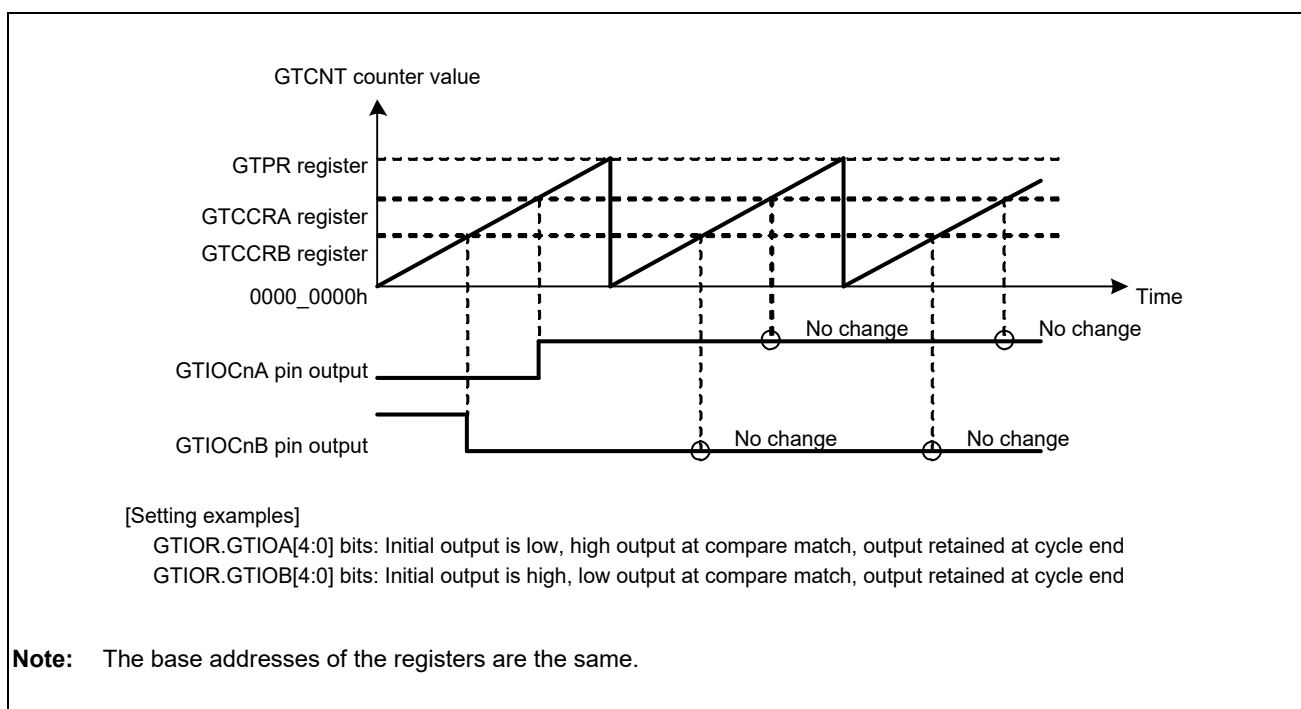 GTCNT counter value
GTPR register
GTCCRA register
GTCCRB register
0000_0000h
Time
No change
No change
GTIOCnA pin output
No change
No change
GTIOCnB pin output
[Setting examples]
GTIOR.GTIOA[4:0] bits: Initial output is low, high output at compare match, output retained at cycle end
GTIOR.GTIOB[4:0] bits: Initial output is high, low output at compare match, output retained at cycle end
Note: The base addresses of the registers are the same.